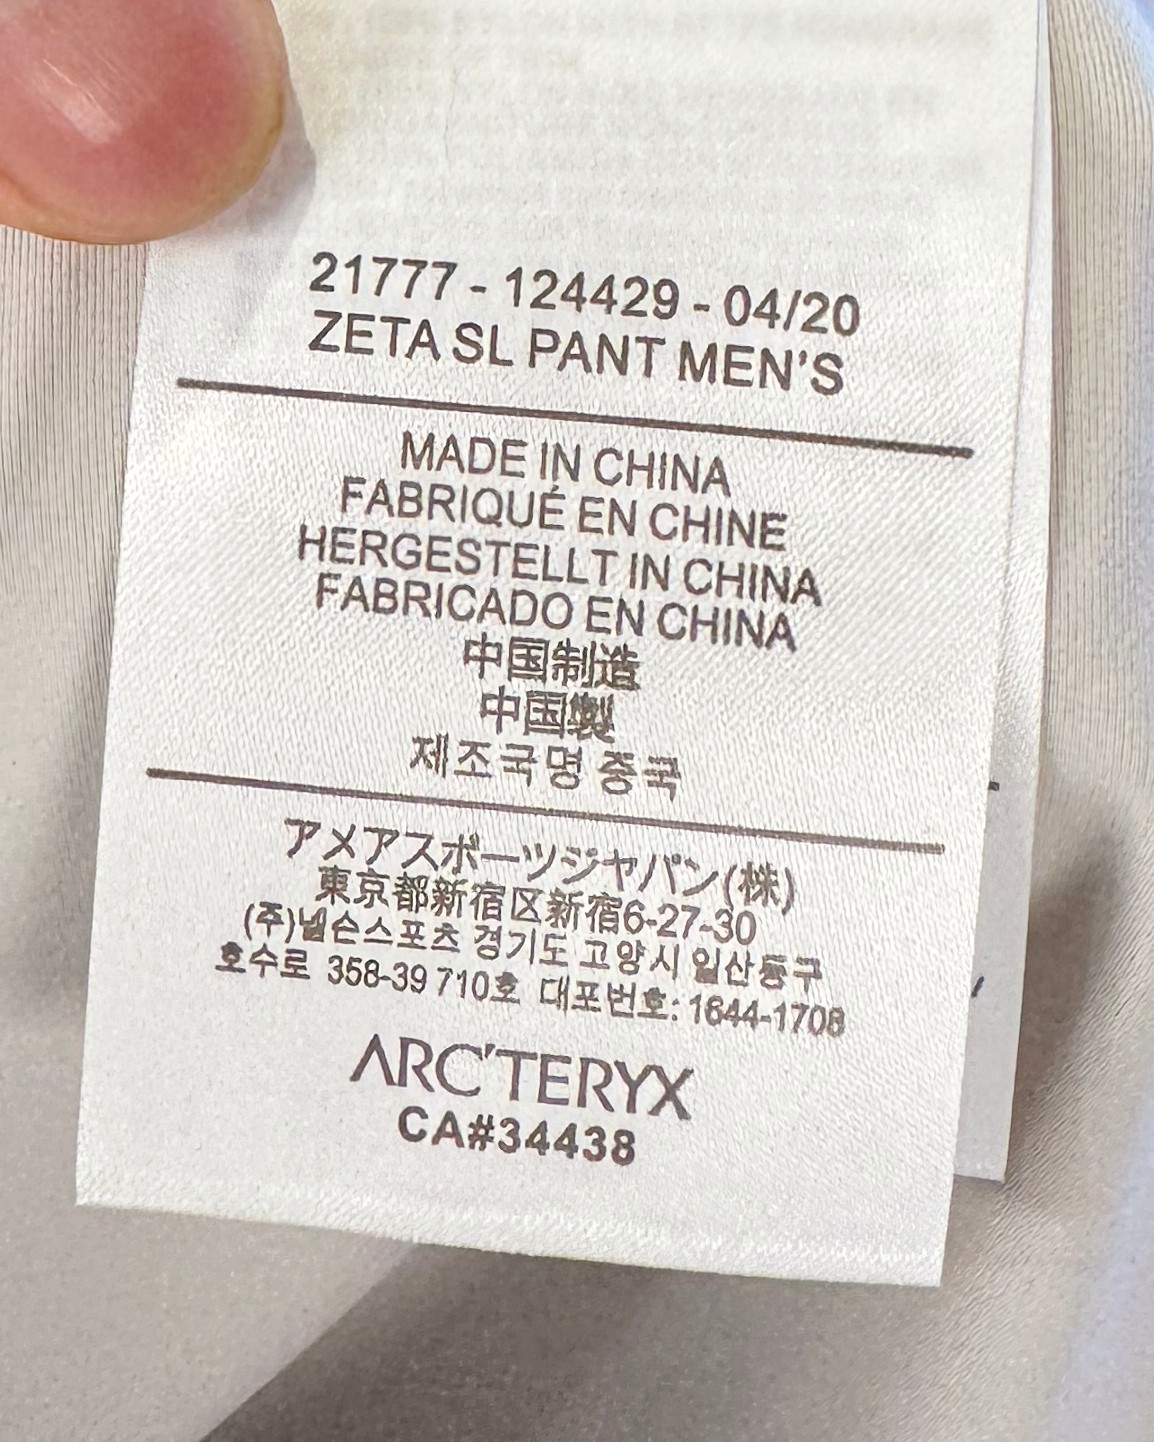 21777 - 124429 - 04/20
ZETA SL PANT MEN'S
MADE IN CHINA
FABRIQUÉ EN CHINE
HERGESTELLT IN CHINA
FABRICADO EN CHINA
中国制造
中国製
제조국명 중국
アメアスポーツジャパン(株)
東京都新宿区新宿6-27-30
(주)넬슨스포츠 경기도 고양시 일산동구
호수로 358-39 710호 대표번호: 1644-1708
ARC'TERYX
CA#34438